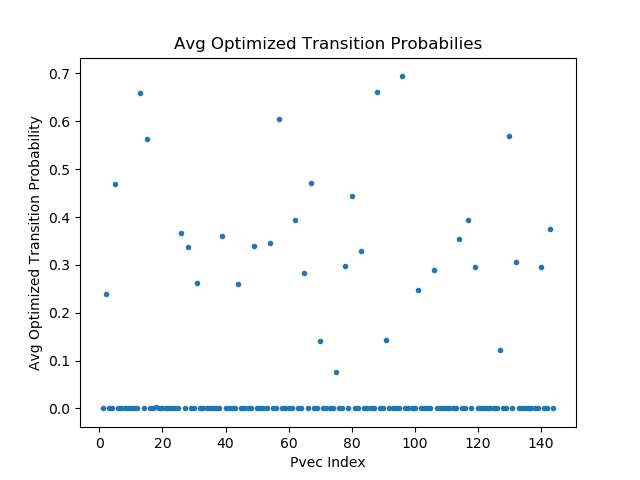 Avg Optimized Transition Probabilies
0.7
0.6
0.5
0.4
0.3
0.2
0.1
0.0
Avg Optimized Transition Probability
0 20 40 60 80 100 120 140
Pvec Index